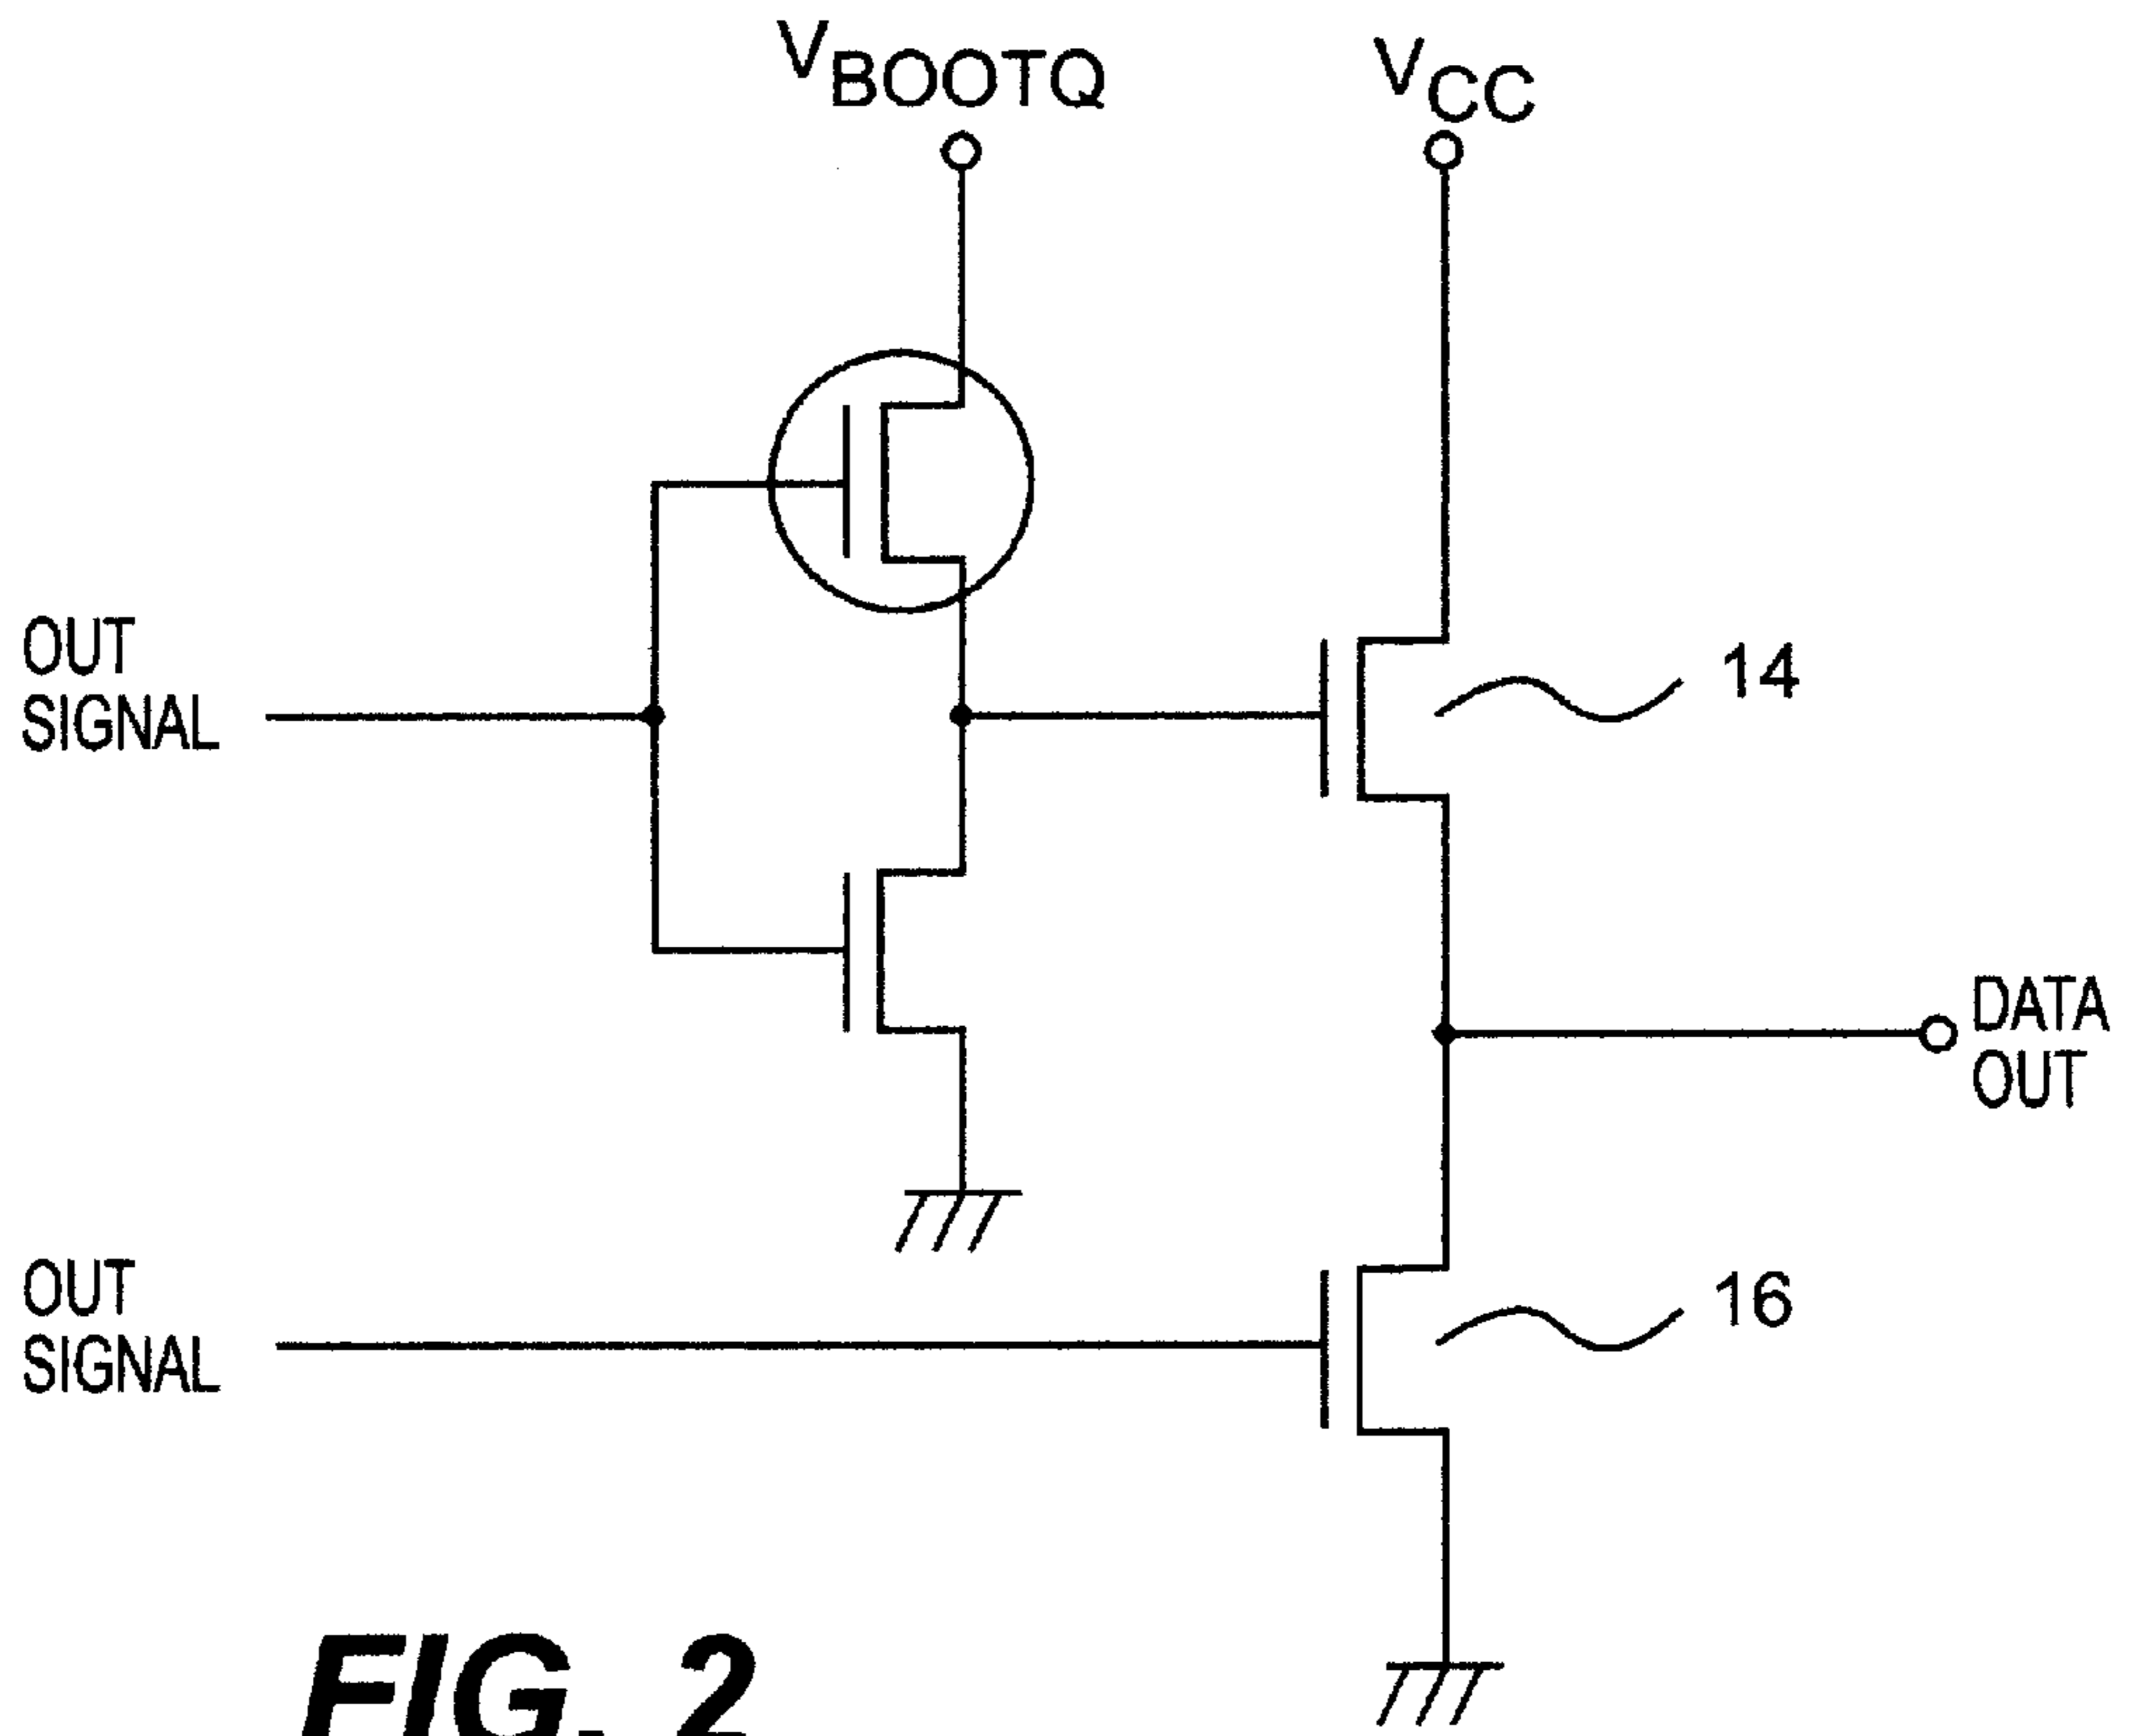 VBOOTQ
VCC
OUT
SIGNAL
14
DATA
OUT
OUT
SIGNAL
16
FIG. 2